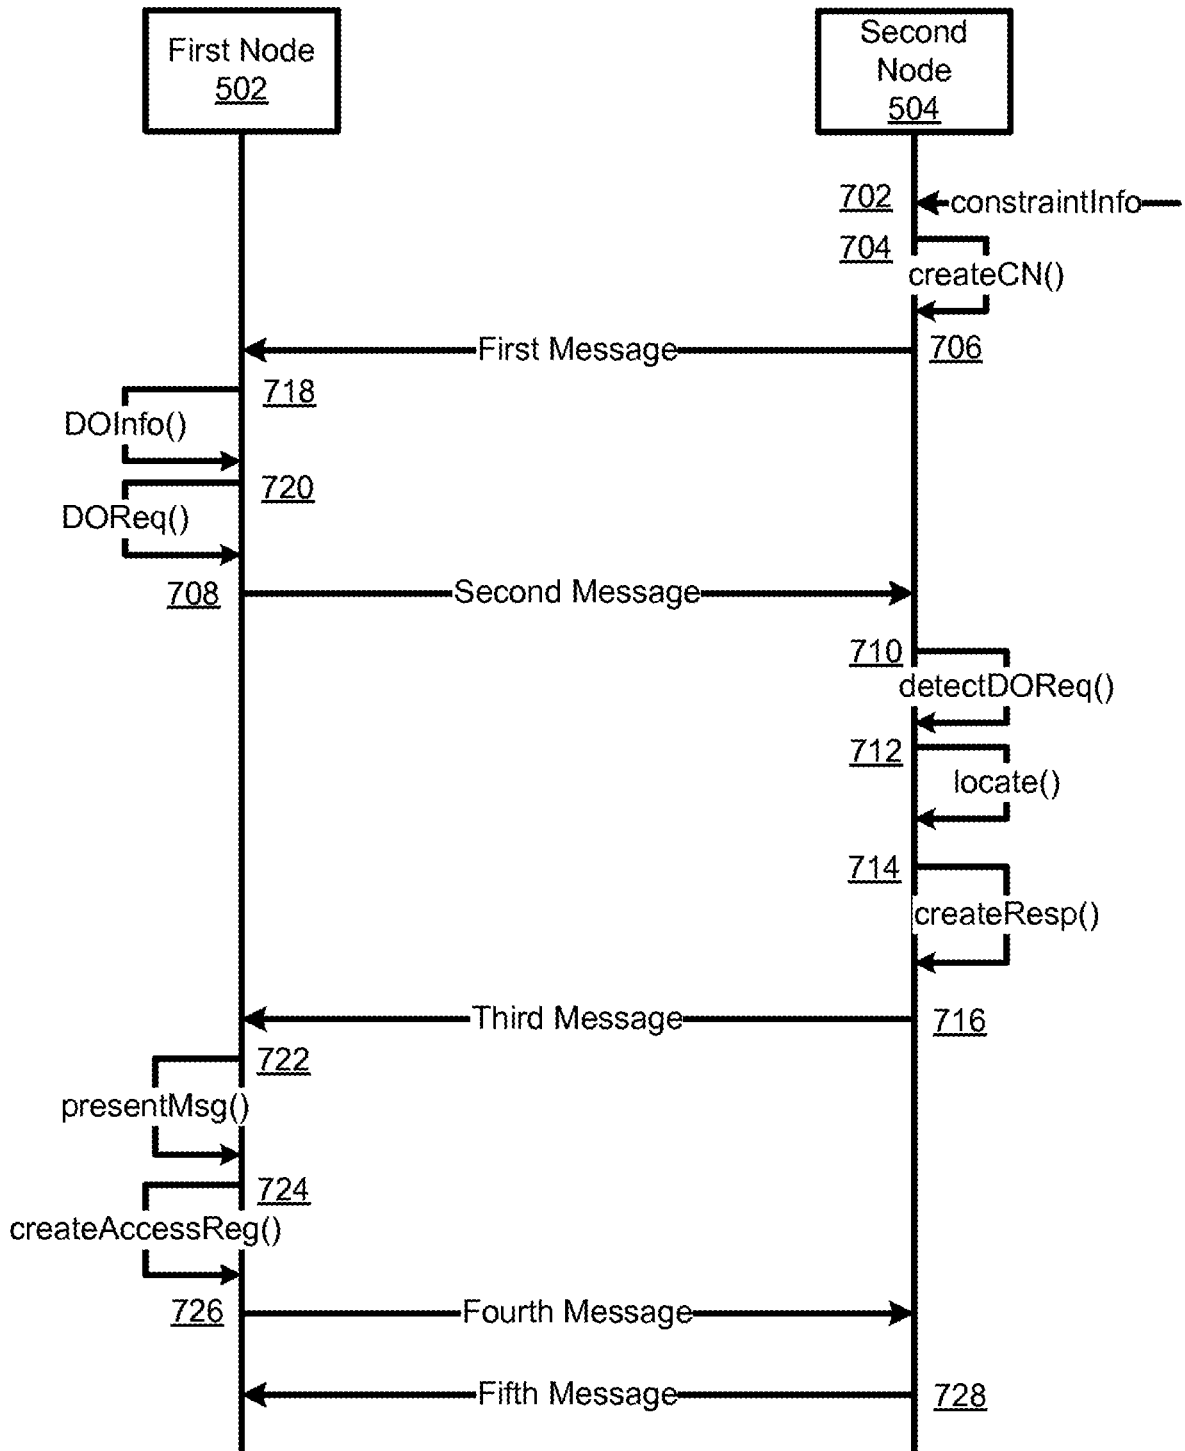 First Node
502
Second
Node
504
702
constraintInfo
704
createCN()
First Message
706
718
DOInfo()
720
DOReq()
708
Second Message
710
detectDOReq()
712
locate()
714
createResp()
Third Message
716
722
presentMsg()
724
createAccessReg()
726
Fourth Message
Fifth Message
728